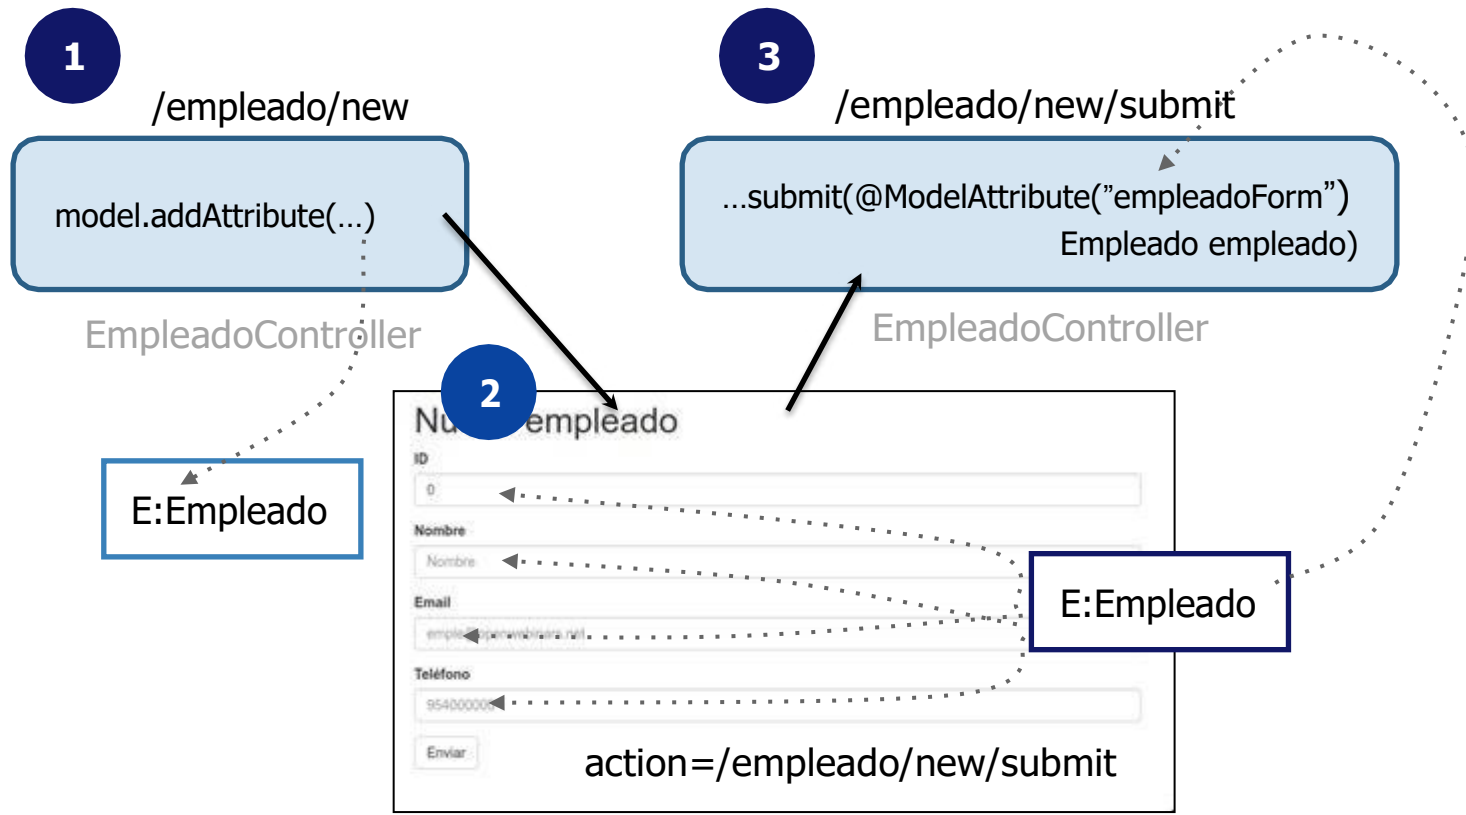 1
/empleado/new
model.addAttribute(…)
EmpleadoController
E:Empleado
3
/empleado/new/submit
…submit(@ModelAttribute(”empleadoForm”)
Empleado empleado)
EmpleadoController
2
empleado
ID
0
Nombre
Nombre
Email
Teléfono
Enviar
E:Empleado
action=/empleado/new/submit